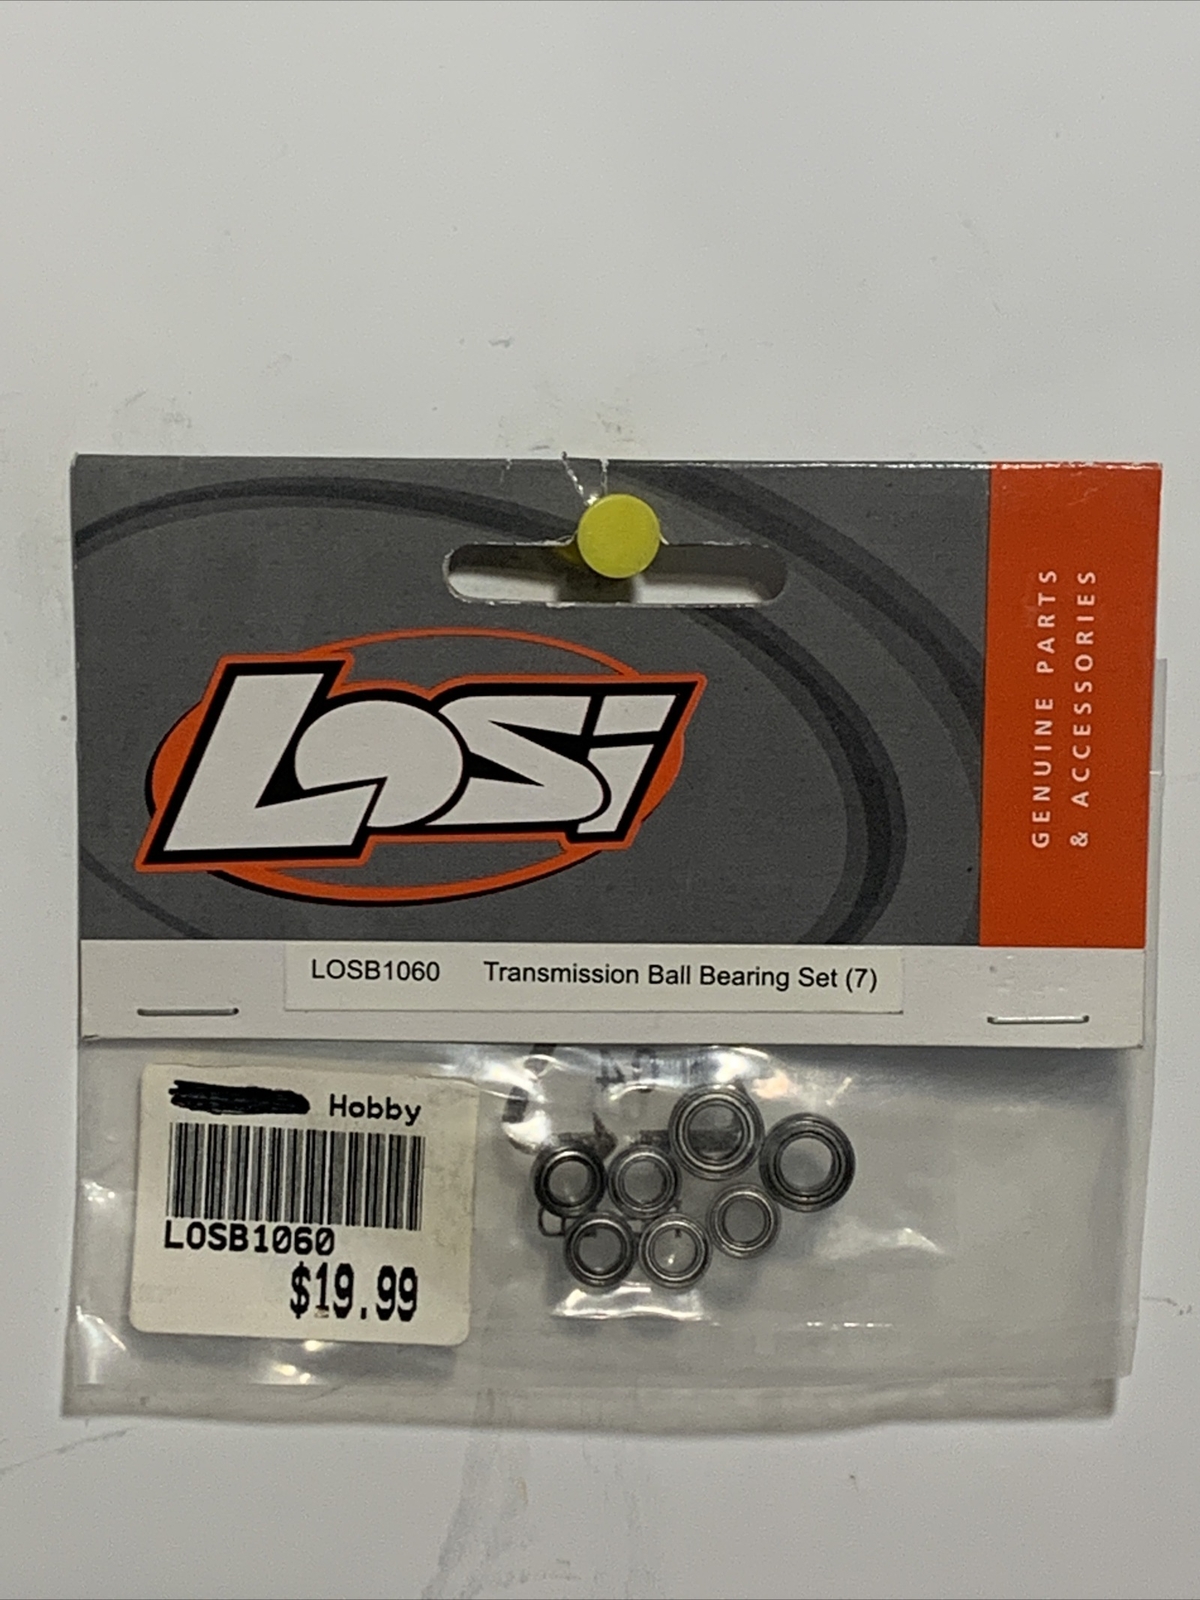 Losi
GENUINE PARTS
& ACCESSORIES
LOSB1060 Transmission Ball Bearing Set (7)
Hobby
LOSB1060
$19.99